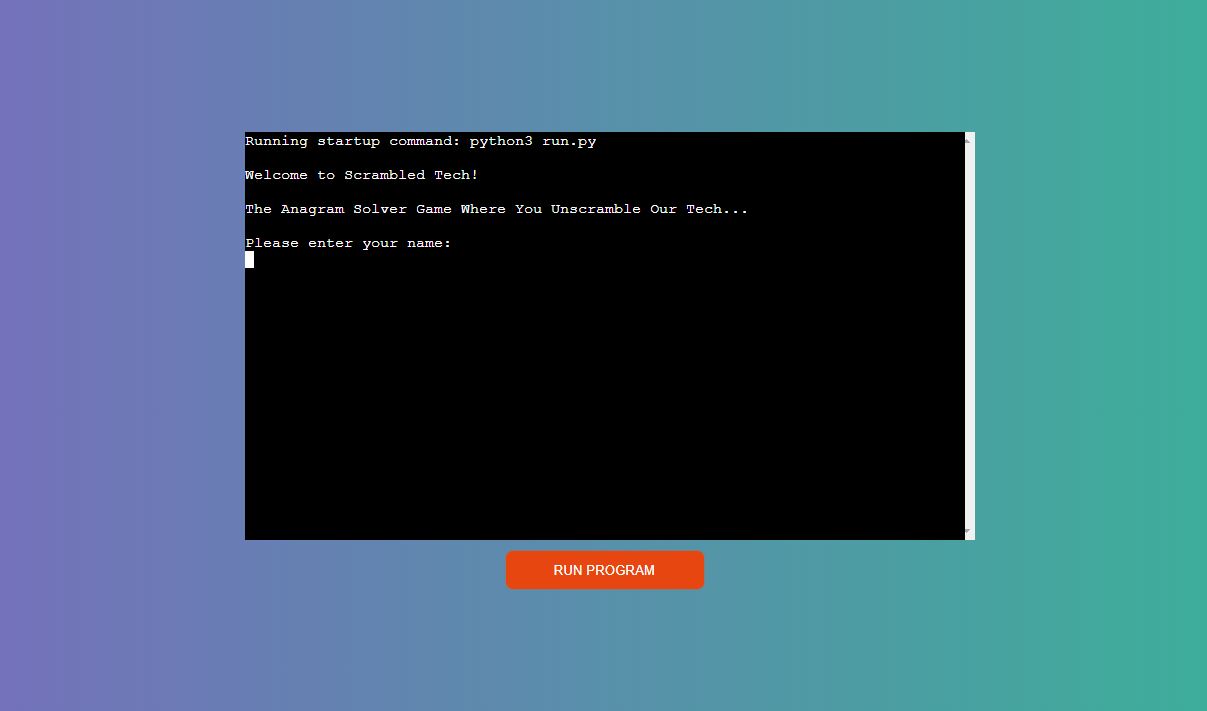 Running startup command: python3 run.py
Welcome to Scrambled Tech!
The Anagram Solver Game Where You Unscramble Our Tech...
Please enter your name:
RUN PROGRAM